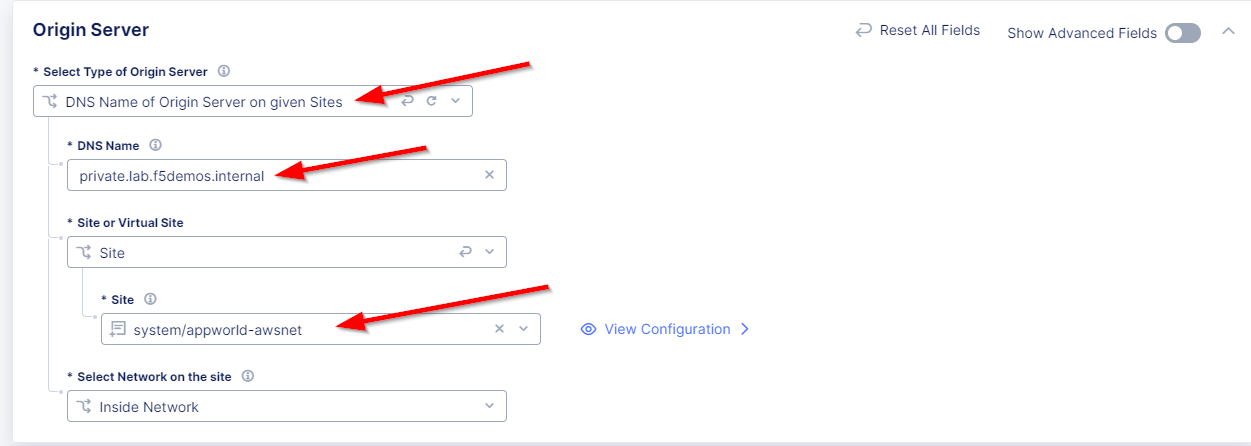 Origin Server
Reset All Fields
Show Advanced Fields
* Select Type of Origin Server
DNS Name of Origin Server on given Sites
* DNS Name
private.lab.f5demos.internal
* Site or Virtual Site
Site
* Site
system/appworld-awsnet
View Configuration
* Select Network on the site
Inside Network